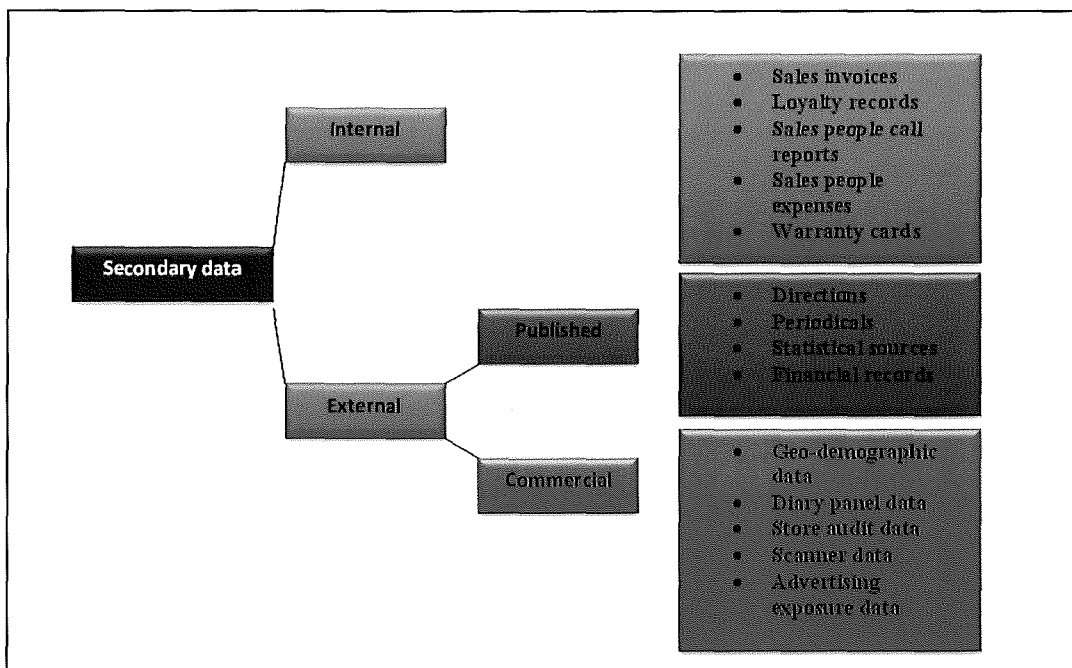 Secondary data
Internal
External
Published
Commercial
• Sales invoices
• Loyalty records
• Sales people call
reports
• Sales people
expenses
• Warranty cards
• Directions
• Periodicals
• Statistical sources
• Financial records
• Geo-demographic
data
• Diary panel data
• Store audit data
• Scanner data
• Advertising
exposure data